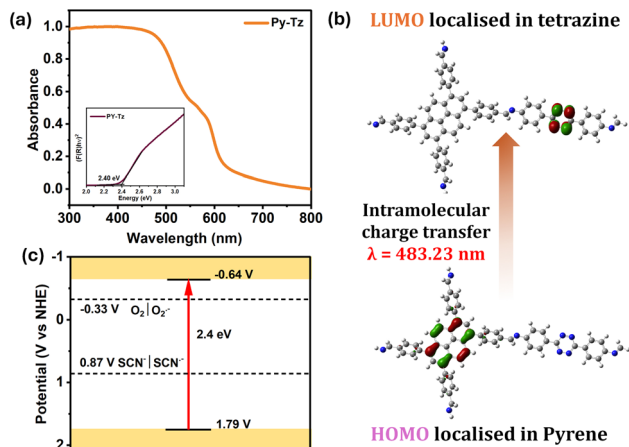 (a)
Py-Tz
Absorbance
1.0
0.8
0.6
0.4
0.2
0.0
PY-Tz
(F(R)hν)²
2.40 eV
2.0 2.2 2.4 2.6 2.8 3.0
Energy (eV)
300 400 500 600 700 800
Wavelength (nm)
(b)
LUMO localised in tetrazine
Intramolecular
charge transfer
λ = 483.23 nm
HOMO localised in Pyrene
(c)
Potential (V vs NHE)
-1
0
1
2
-0.64 V
-0.33 V O₂|O₂·⁻
2.4 eV
0.87 V SCN⁻|SCN·
1.79 V